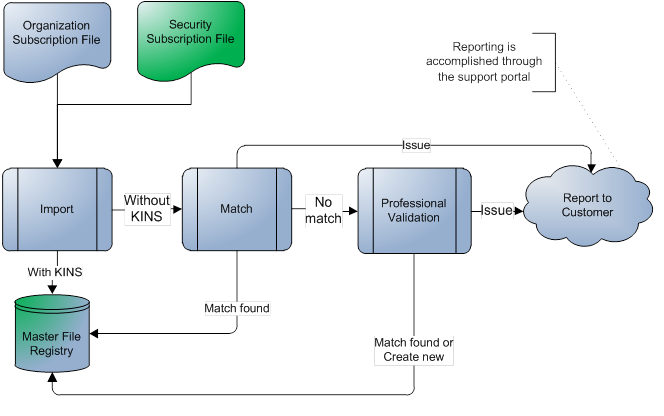 Organization
Subscription File
Security
Subscription File
Reporting is
accomplished through
the support portal
Issue
Import
Without
KINS
Match
No
match
Professional
Validation
Issue
Report to
Customer
With KINS
Match found
Master File
Registry
Match found or
Create new